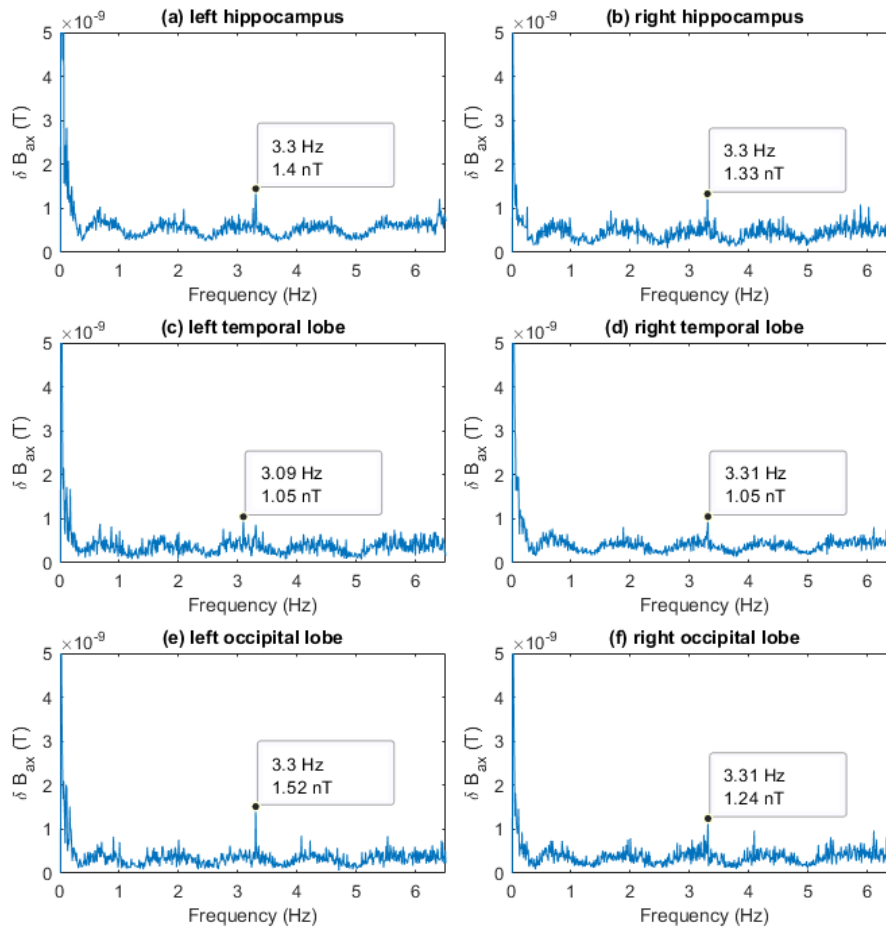 ×10⁻⁹ (a) left hippocampus
5
4
3
2
1
0
δ B_ax (T)
3.3 Hz
1.4 nT
0 1 2 3 4 5 6
Frequency (Hz)
×10⁻⁹ (b) right hippocampus
5
4
3
2
1
0
δ B_ax (T)
3.3 Hz
1.33 nT
0 1 2 3 4 5 6
Frequency (Hz)
×10⁻⁹ (c) left temporal lobe
5
4
3
2
1
0
δ B_ax (T)
3.09 Hz
1.05 nT
0 1 2 3 4 5 6
Frequency (Hz)
×10⁻⁹ (d) right temporal lobe
5
4
3
2
1
0
δ B_ax (T)
3.31 Hz
1.05 nT
0 1 2 3 4 5 6
Frequency (Hz)
×10⁻⁹ (e) left occipital lobe
5
4
3
2
1
0
δ B_ax (T)
3.3 Hz
1.52 nT
0 1 2 3 4 5 6
Frequency (Hz)
×10⁻⁹ (f) right occipital lobe
5
4
3
2
1
0
δ B_ax (T)
3.31 Hz
1.24 nT
0 1 2 3 4 5 6
Frequency (Hz)